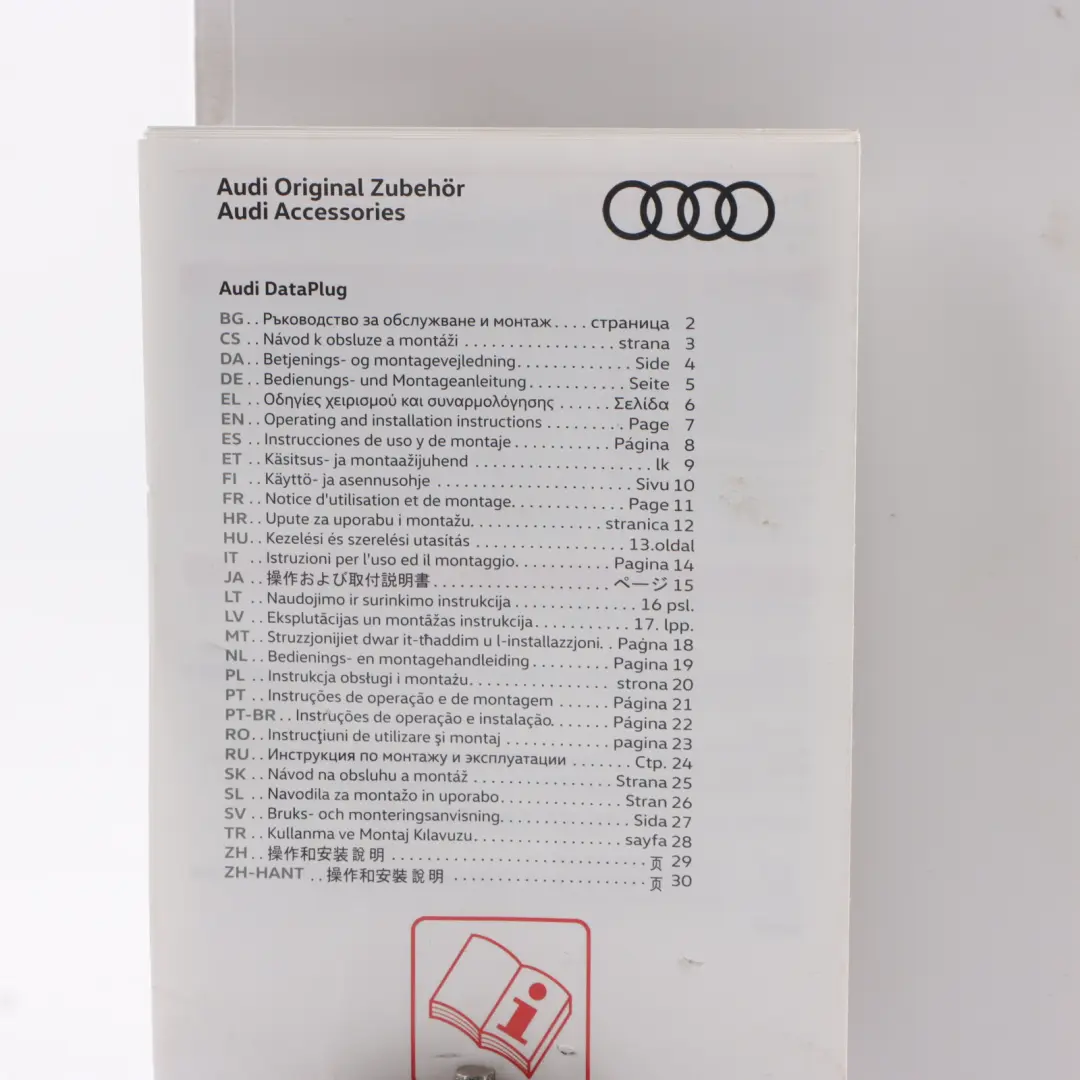 Audi Original Zubehör
Audi Accessories
Audi DataPlug
BG . . Ръководство за обслужване и монтаж . . . . страница 2
CS . . Návod k obsluze a montáži . . . . . . . . . . . . . . . . . strana 3
DA . . Betjenings- og montagevejledning. . . . . . . . . . . . . Side 4
DE . . Bedienungs- und Montageanleitung . . . . . . . . . . . Seite 5
EL . . Οδηγίες χειρισμού και συναρμολόγησης . . . . . . Σελίδα 6
EN . . Operating and installation instructions . . . . . . . . . Page 7
ES . . Instrucciones de uso y de montaje . . . . . . . . . . . Página 8
ET . . Käsitsus- ja montaažijuhend . . . . . . . . . . . . . . . . . . . . lk 9
FI . . Käyttö- ja asennusohje . . . . . . . . . . . . . . . . . . . . . . Sivu 10
FR . . Notice d'utilisation et de montage. . . . . . . . . . . . . Page 11
HR . . Upute za uporabu i montažu. . . . . . . . . . . . . . . stranica 12
HU . . Kezelési és szerelési utasítás . . . . . . . . . . . . . . . . . 13.oldal
IT . . Istruzioni per l'uso ed il montaggio. . . . . . . . . . . Pagina 14
JA . . 操作および取付説明書 . . . . . . . . . . . . . . . . . . . . ページ 15
LT . . Naudojimo ir surinkimo instrukcija . . . . . . . . . . . . . . 16 psl.
LV . . Eksplutācijas un montāžas instrukcija. . . . . . . . . . . 17. lpp.
MT . . Struzzjonijiet dwar it-tħaddim u l-installazzjoni. . Paġna 18
NL . . Bedienings- en montagehandleiding . . . . . . . . . Pagina 19
PL . . Instrukcja obsługi i montażu. . . . . . . . . . . . . . . . strona 20
PT . . Instruções de operação e de montagem . . . . . . Página 21
PT-BR . . Instruções de operação e instalação. . . . . . . Página 22
RO . . Instrucţiuni de utilizare şi montaj . . . . . . . . . . . pagina 23
RU . . Инструкция по монтажу и эксплуатации . . . . . . . Стр. 24
SK . . Návod na obsluhu a montáž . . . . . . . . . . . . . . . . Strana 25
SL . . Navodila za montažo in uporabo. . . . . . . . . . . . . . Stran 26
SV . . Bruks- och monteringsanvisning. . . . . . . . . . . . . . . Sida 27
TR . . Kullanma ve Montaj Kılavuzu. . . . . . . . . . . . . . . . . sayfa 28
ZH . . 操作和安装說明 . . . . . . . . . . . . . . . . . . . . . . . . . . . . 页 29
ZH-HANT . . 操作和安裝說明 . . . . . . . . . . . . . . . . . . . . . 页 30